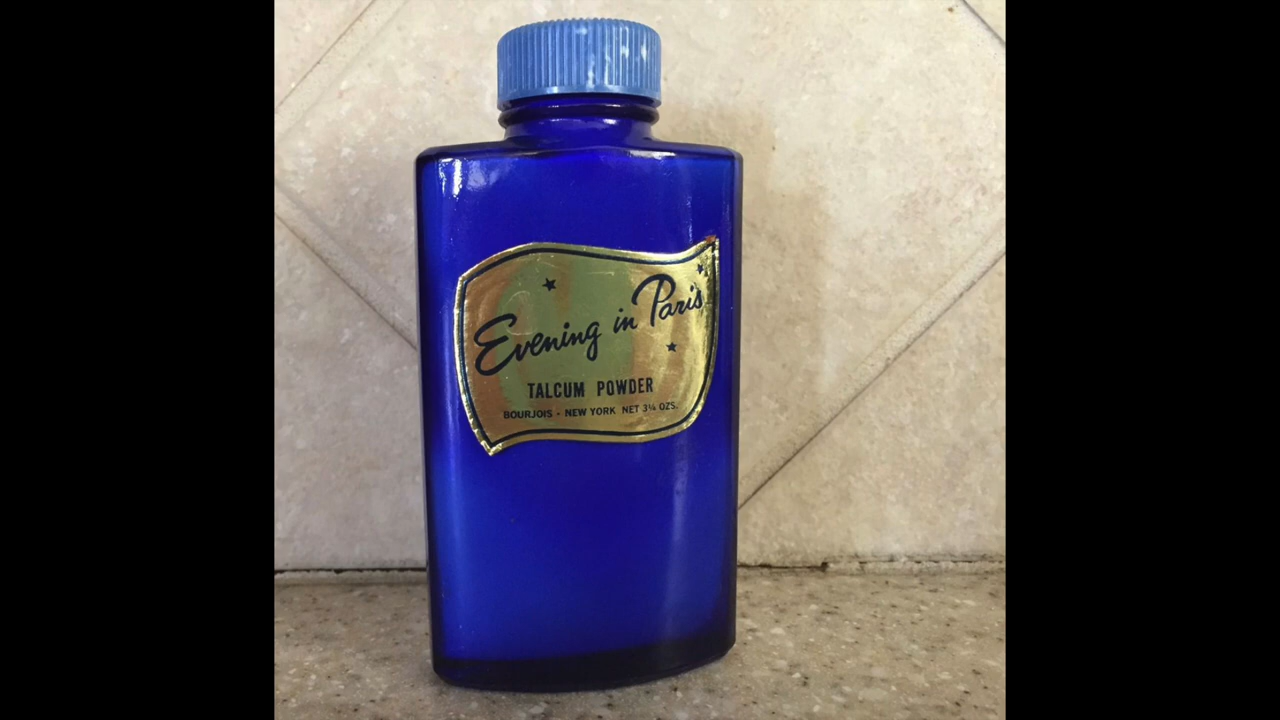 Evening in Paris
TALCUM POWDER
BOURJOIS - NEW YORK NET 3¼ OZS.